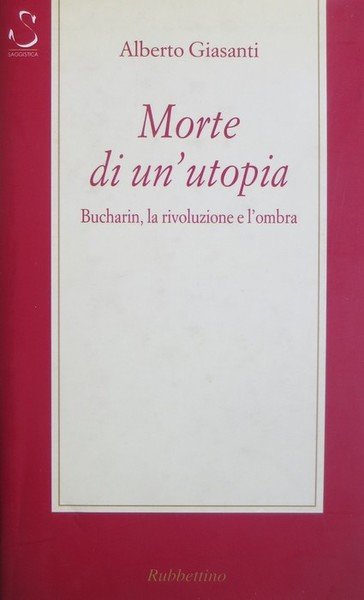 S
SAGGISTICA
Alberto Giasanti
Morte
di un'utopia
Bucharin, la rivoluzione e l'ombra
Rubbettino